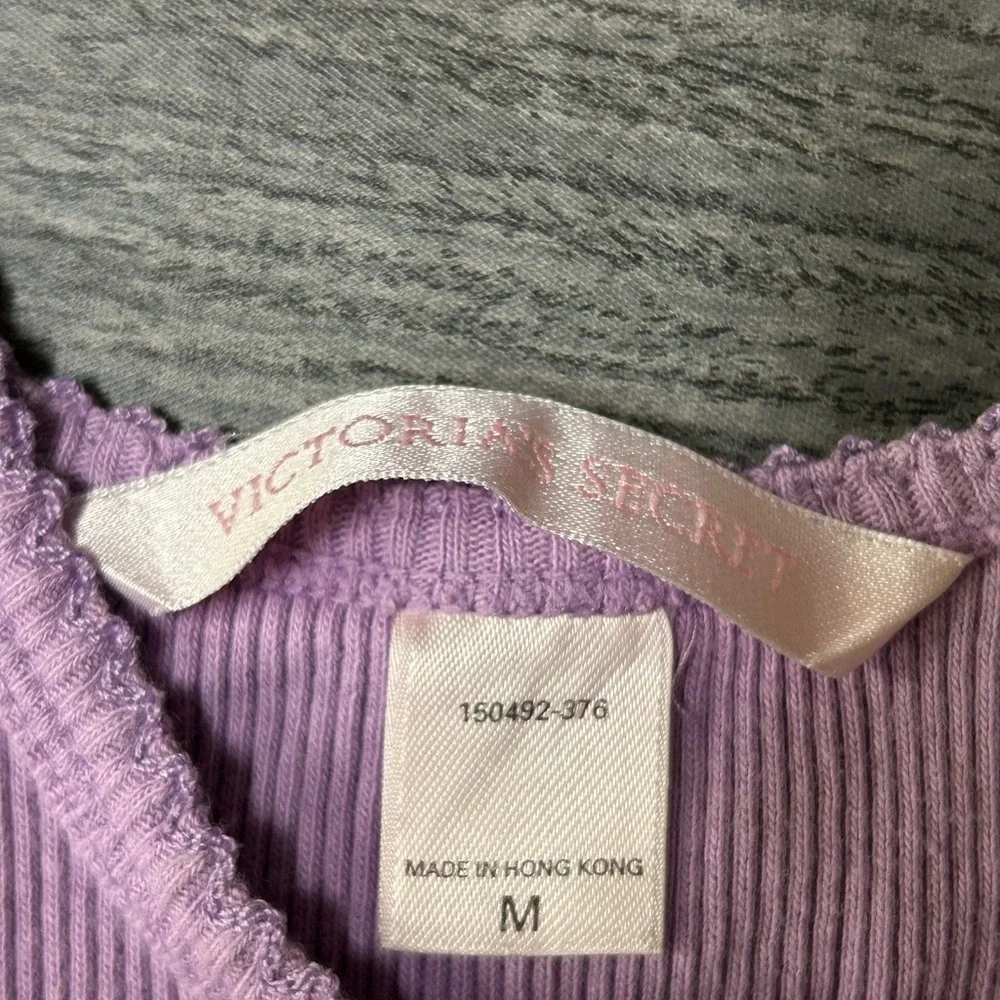 VICTORIA'S SECRET
150492-376
MADE IN HONG KONG
M